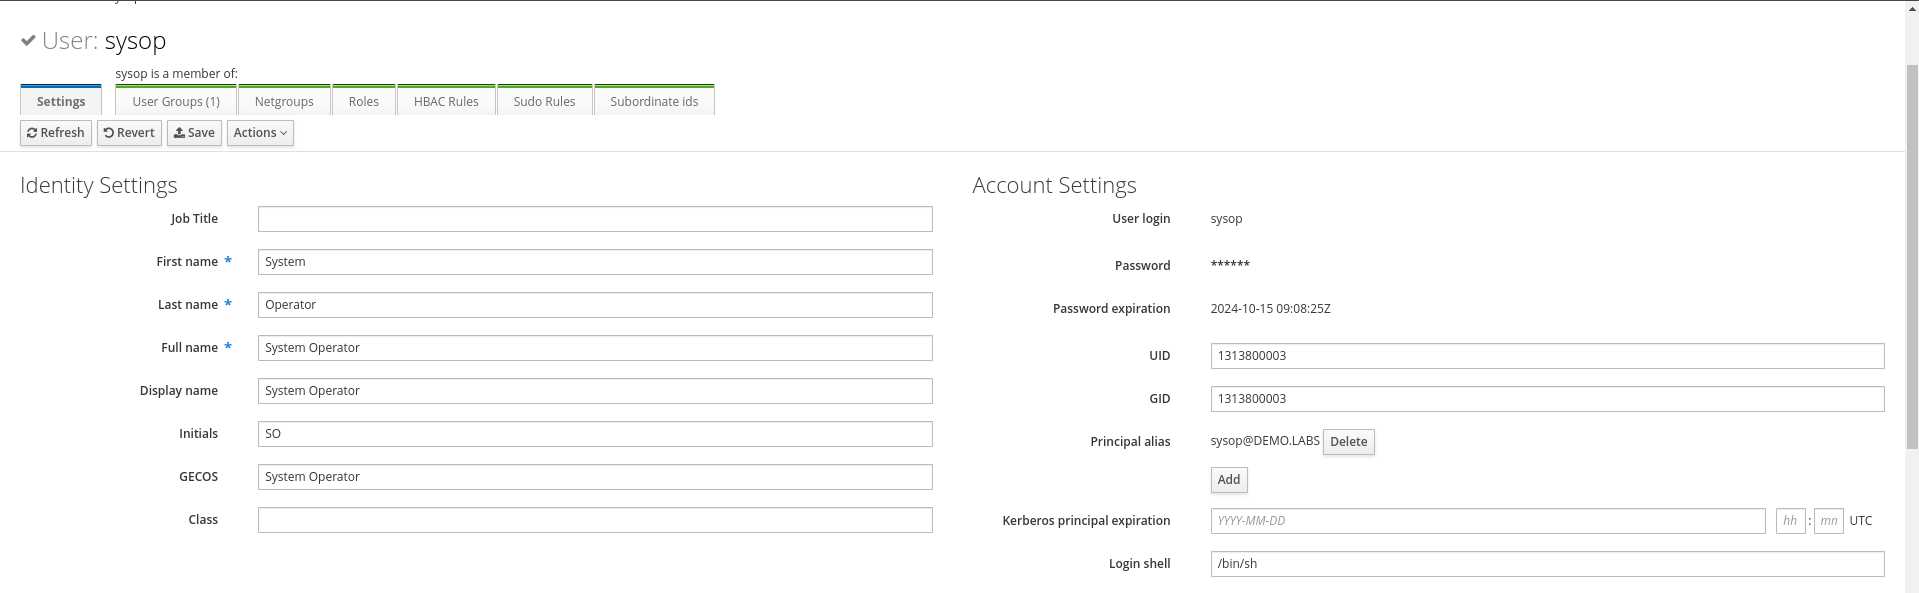 User: sysop
sysop is a member of:
Settings
User Groups (1)
Netgroups
Roles
HBAC Rules
Sudo Rules
Subordinate ids
Refresh
Revert
Save
Actions
Identity Settings
Job Title
First name *
System
Last name *
Operator
Full name *
System Operator
Display name
System Operator
Initials
SO
GECOS
System Operator
Class
Account Settings
User login
sysop
Password
******
Password expiration
2024-10-15 09:08:25Z
UID
1313800003
GID
1313800003
Principal alias
sysop@DEMO.LABS
Delete
Add
Kerberos principal expiration
YYYY-MM-DD
hh : mn UTC
Login shell
/bin/sh